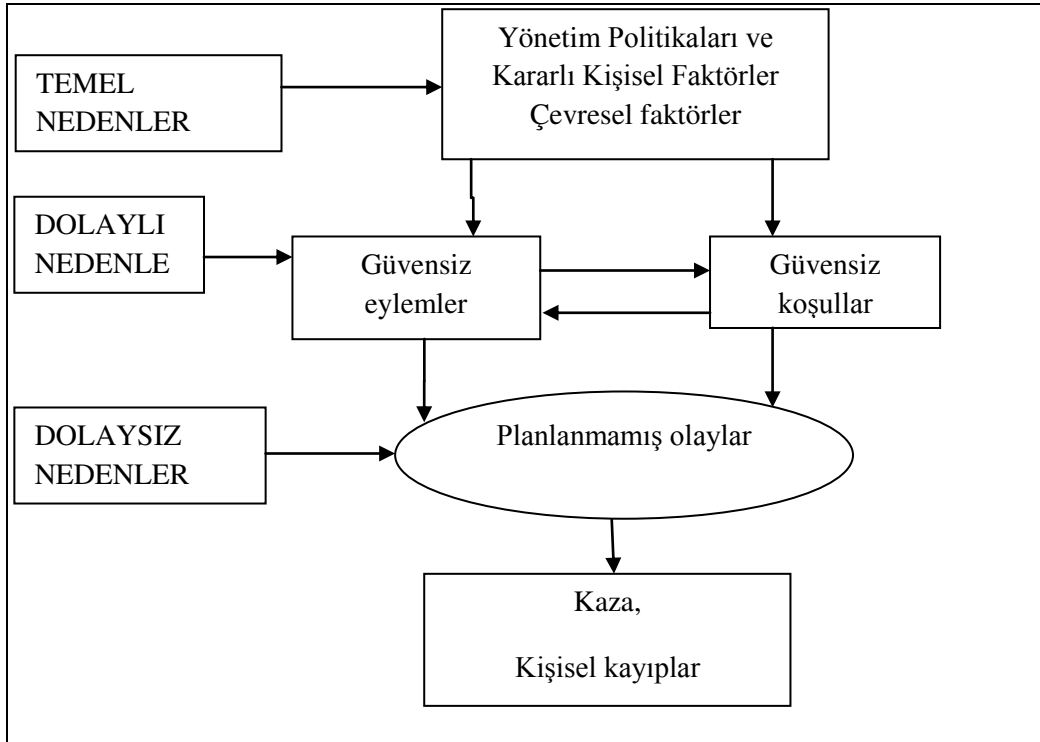 Yönetim Politikaları ve
Kararlı Kişisel Faktörler
Çevresel faktörler
TEMEL
NEDENLER
DOLAYLI
NEDENLE
Güvensiz
eylemler
Güvensiz
koşullar
DOLAYSIZ
NEDENLER
Planlanmamış olaylar
Kaza,
Kişisel kayıplar